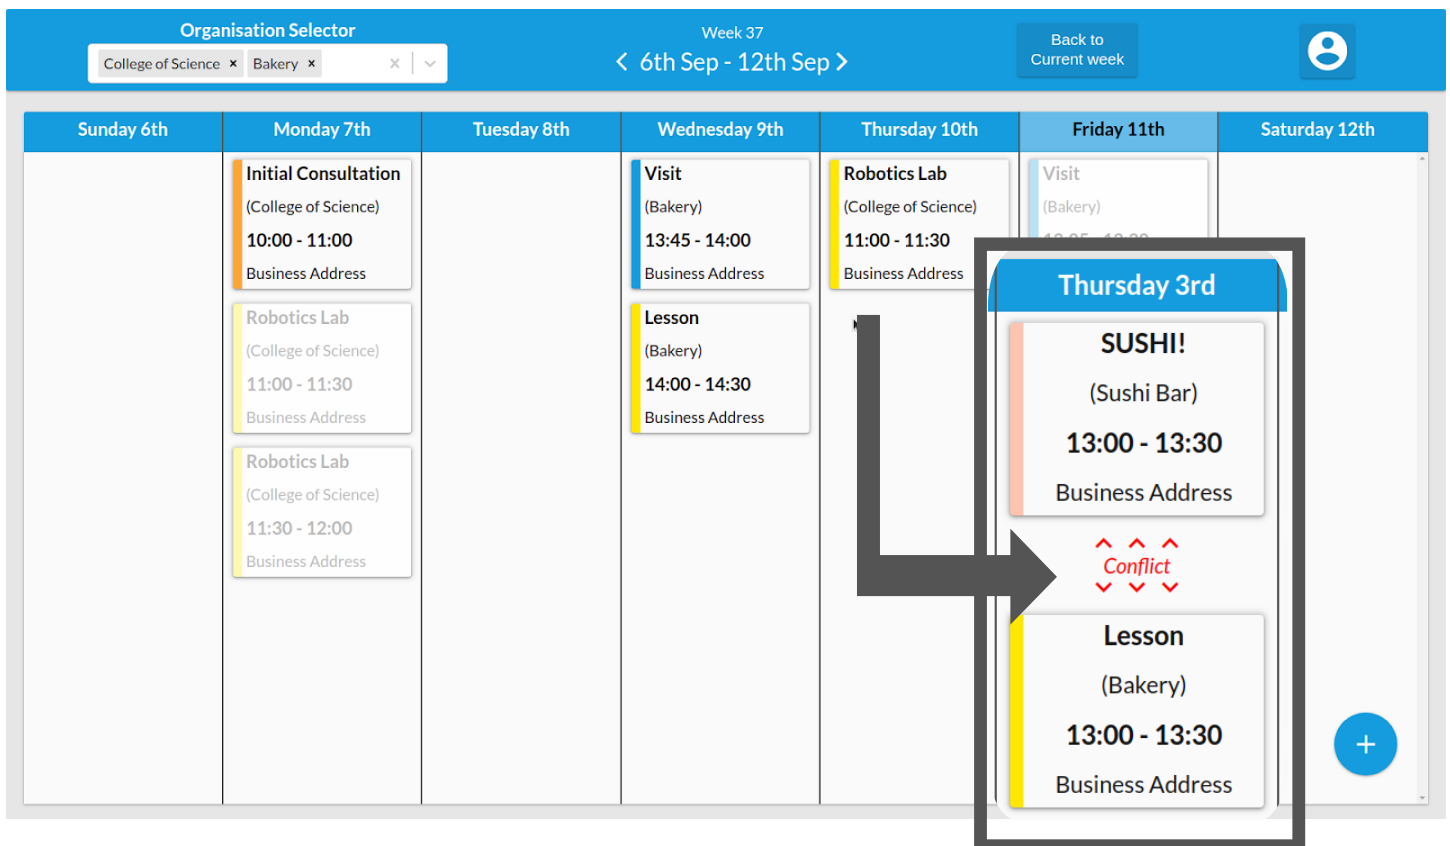 Organisation Selector
College of Science × Bakery ×
Week 37
6th Sep - 12th Sep
Back to
Current week
Sunday 6th
Monday 7th
Tuesday 8th
Wednesday 9th
Thursday 10th
Friday 11th
Saturday 12th
Initial Consultation
(College of Science)
10:00 - 11:00
Business Address
Robotics Lab
(College of Science)
11:00 - 11:30
Business Address
Robotics Lab
(College of Science)
11:30 - 12:00
Business Address
Visit
(Bakery)
13:45 - 14:00
Business Address
Lesson
(Bakery)
14:00 - 14:30
Business Address
Robotics Lab
(College of Science)
11:00 - 11:30
Business Address
Visit
(Bakery)
Thursday 3rd
SUSHI!
(Sushi Bar)
13:00 - 13:30
Business Address
Conflict
Lesson
(Bakery)
13:00 - 13:30
Business Address